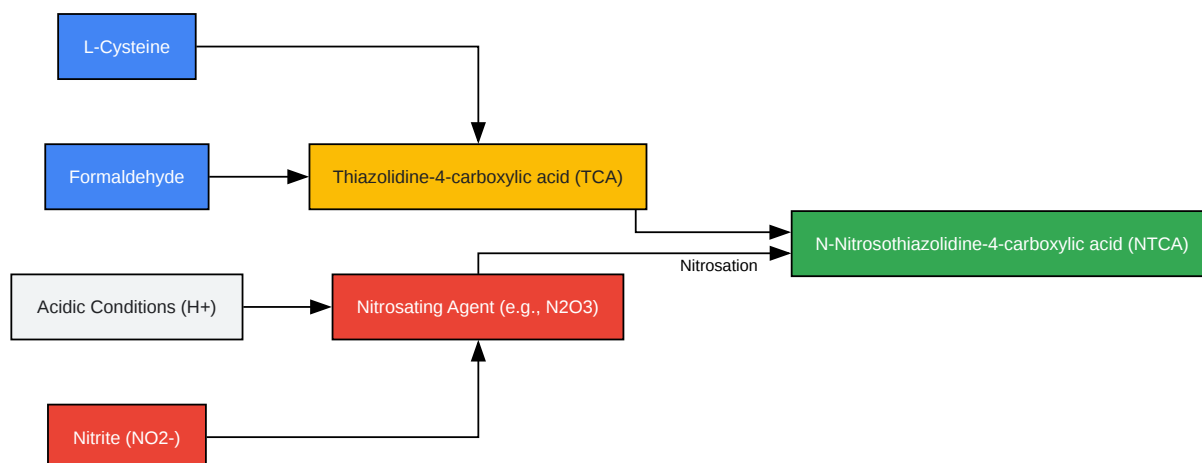 L-Cysteine
Formaldehyde
Thiazolidine-4-carboxylic acid (TCA)
N-Nitrosothiazolidine-4-carboxylic acid (NTCA)
Nitrosation
Acidic Conditions (H+)
Nitrosating Agent (e.g., N2O3)
Nitrite (NO2-)